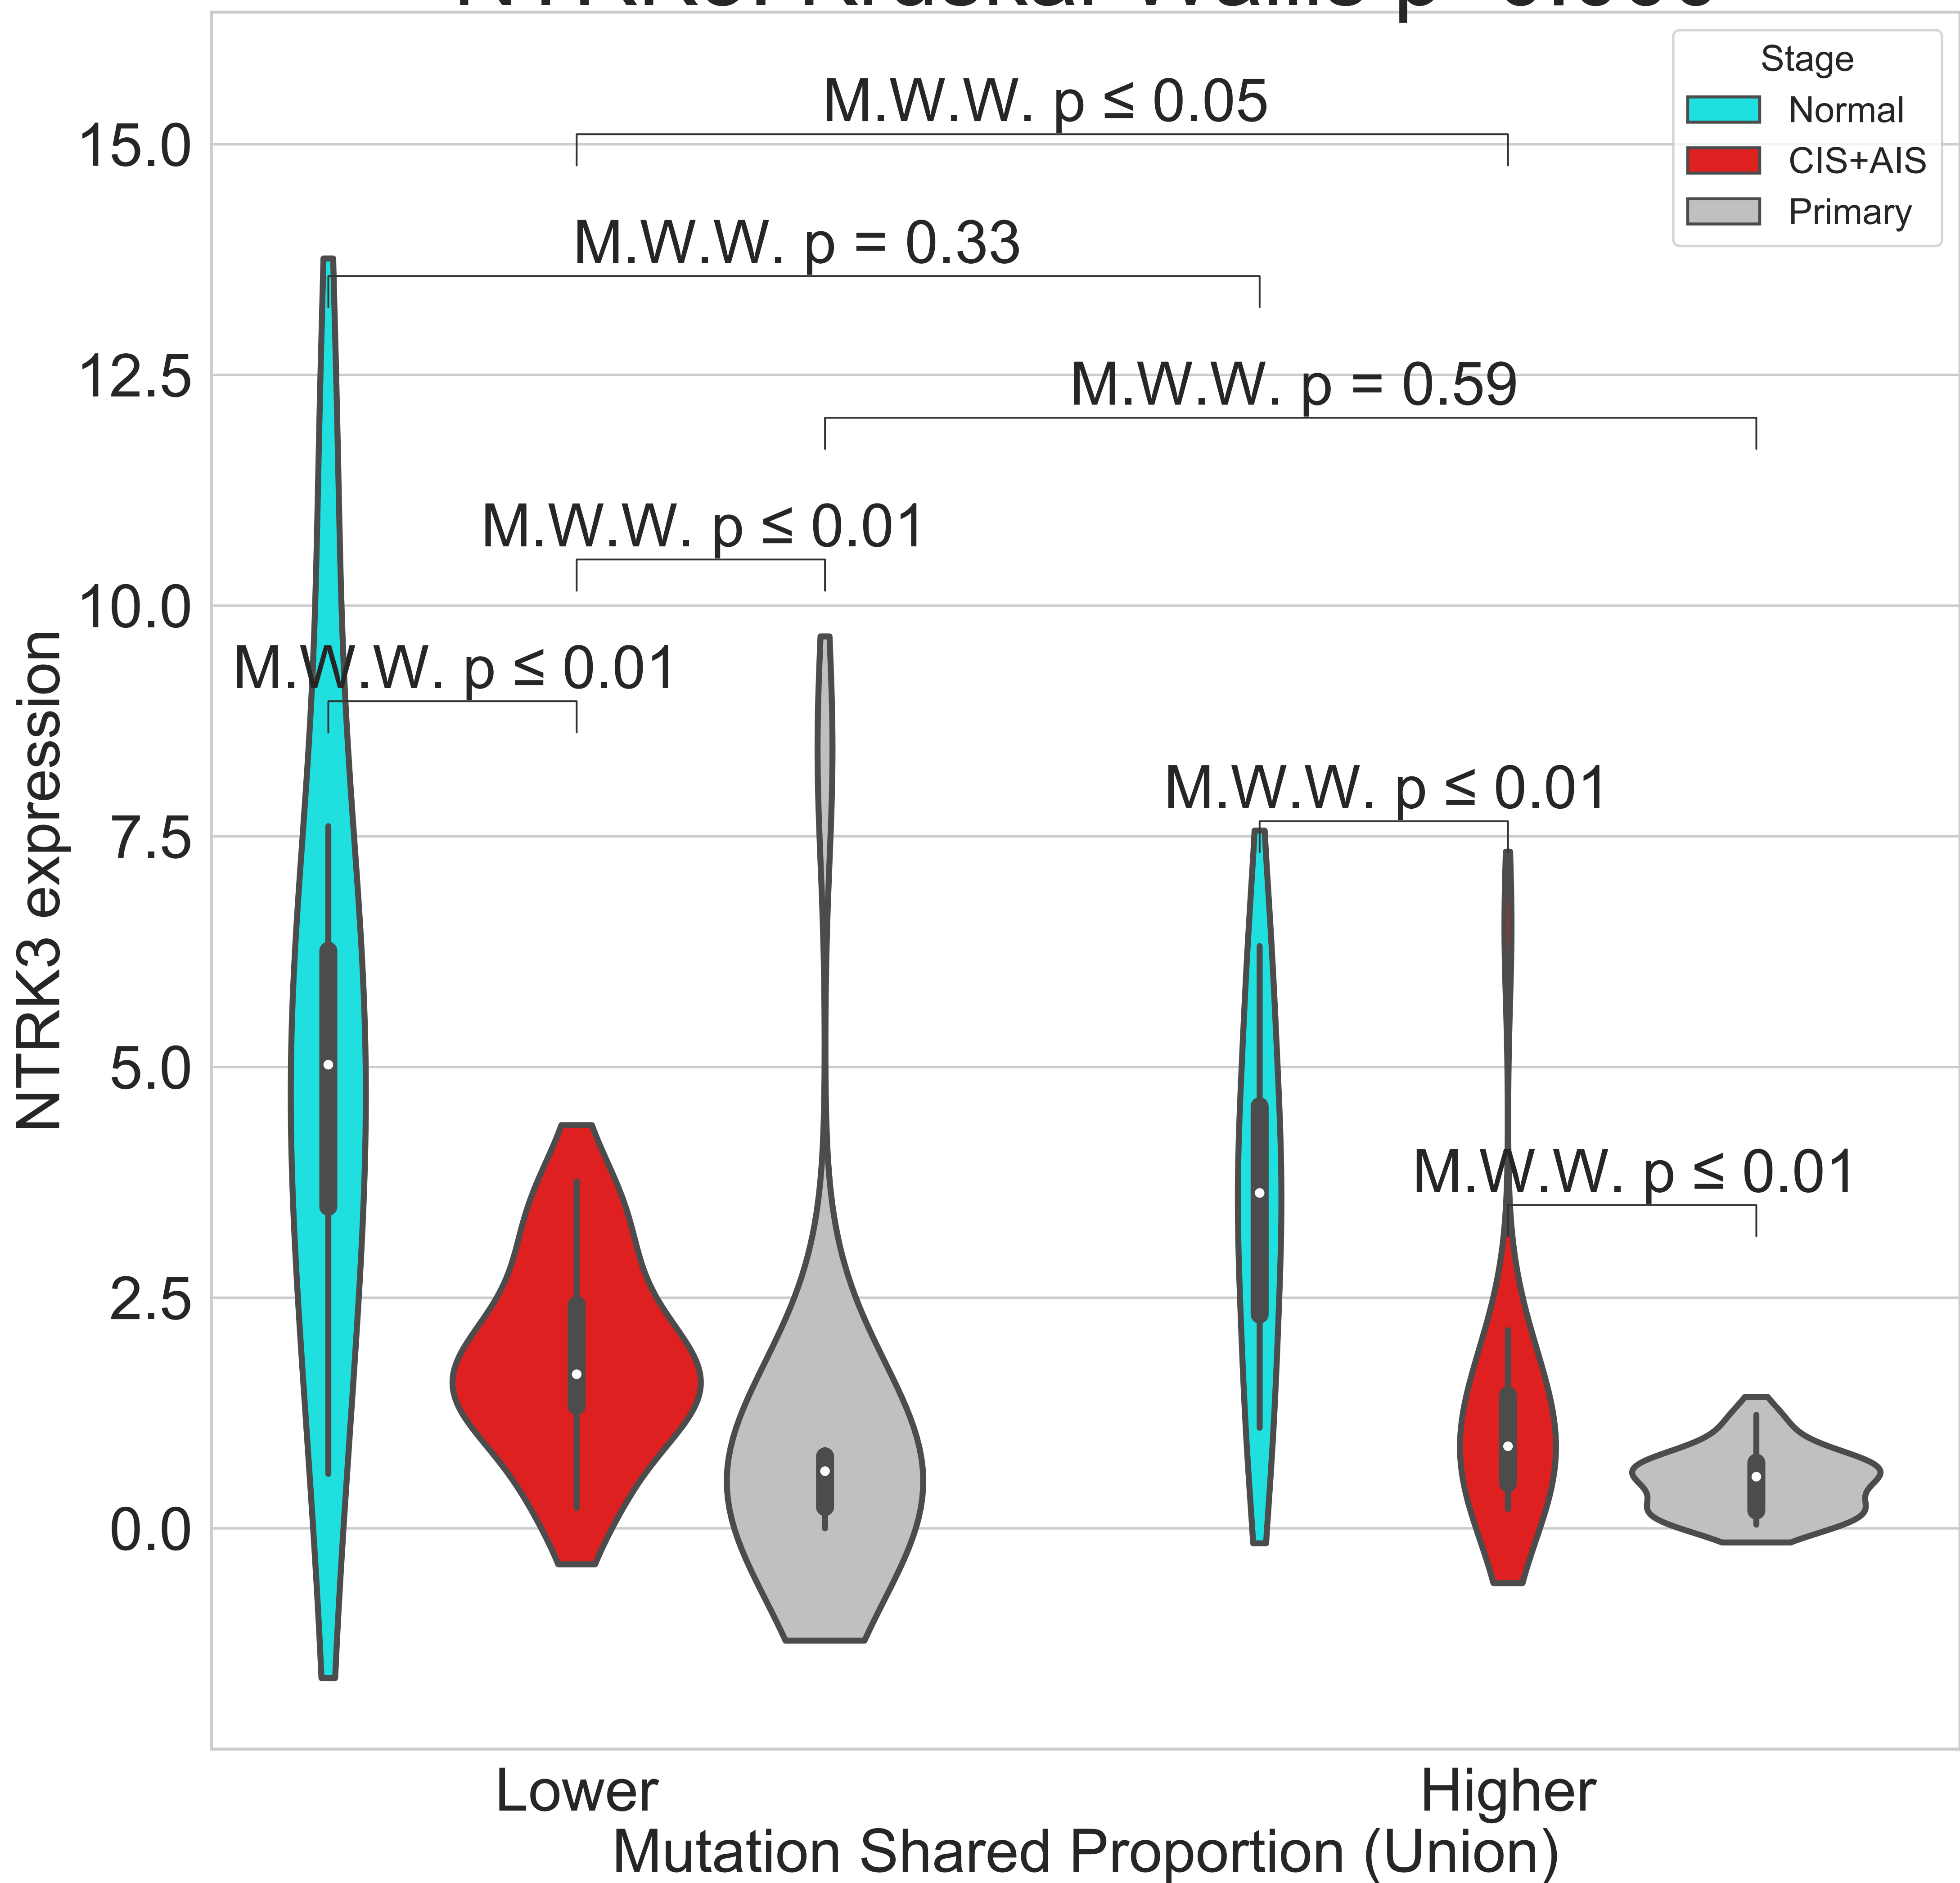 Stage
Normal
CIS+AIS
Primary
M.W.W. p ≤ 0.05
M.W.W. p = 0.33
M.W.W. p = 0.59
M.W.W. p ≤ 0.01
M.W.W. p ≤ 0.01
M.W.W. p ≤ 0.01
M.W.W. p ≤ 0.01
15.0
12.5
10.0
7.5
5.0
2.5
0.0
NTRK3 expression
Lower
Higher
Mutation Shared Proportion (Union)